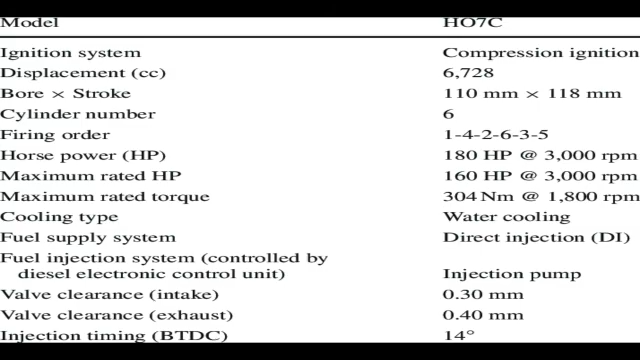 Model HO7C
Ignition system Compression ignition
Displacement (cc) 6,728
Bore × Stroke 110 mm × 118 mm
Cylinder number 6
Firing order 1-4-2-6-3-5
Horse power (HP) 180 HP @ 3,000 rpm
Maximum rated HP 160 HP @ 3,000 rpm
Maximum rated torque 304 Nm @ 1,800 rpm
Cooling type Water cooling
Fuel supply system Direct injection (DI)
Fuel injection system (controlled by
diesel electronic control unit) Injection pump
Valve clearance (intake) 0.30 mm
Valve clearance (exhaust) 0.40 mm
Injection timing (BTDC) 14°